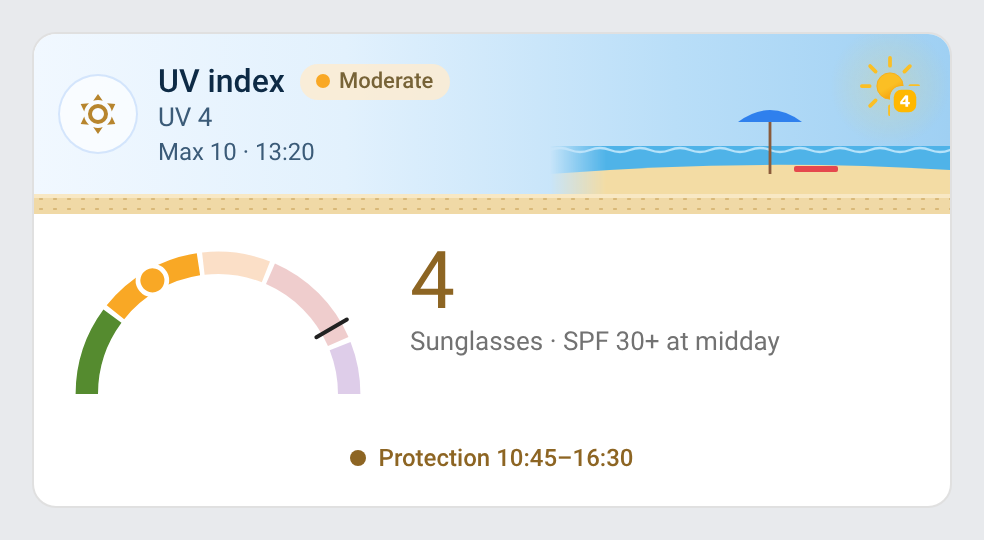 UV index
Moderate
UV 4
Max 10 · 13:20
4
4
Sunglasses · SPF 30+ at midday
Protection 10:45–16:30